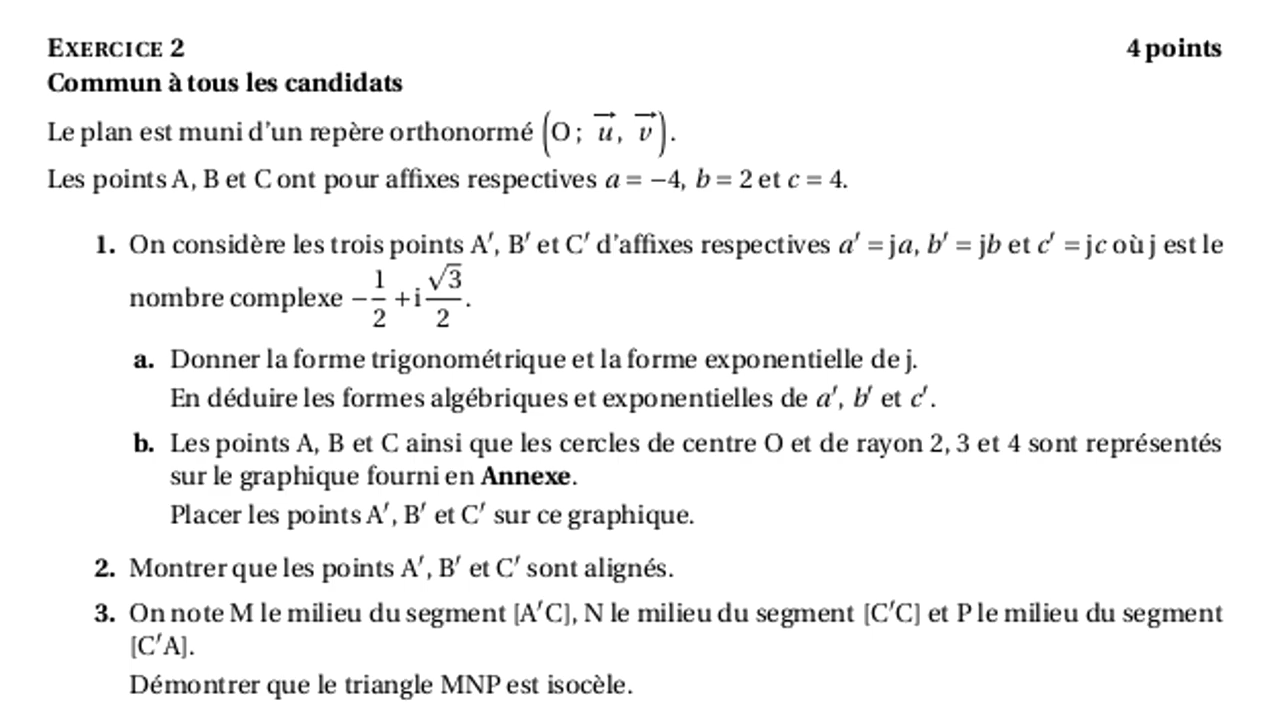 EXERCICE 2 4 points
Commun à tous les candidats
Le plan est muni d'un repère orthonormé (O ; u⃗, v⃗).
Les points A, B et C ont pour affixes respectives a = −4, b = 2 et c = 4.
1. On considère les trois points A′, B′ et C′ d'affixes respectives a′ = ja, b′ = jb et c′ = jc où j est le
nombre complexe −1/2 + i√3/2.
a. Donner la forme trigonométrique et la forme exponentielle de j.
En déduire les formes algébriques et exponentielles de a′, b′ et c′.
b. Les points A, B et C ainsi que les cercles de centre O et de rayon 2, 3 et 4 sont représentés
sur le graphique fourni en Annexe.
Placer les points A′, B′ et C′ sur ce graphique.
2. Montrer que les points A′, B′ et C′ sont alignés.
3. On note M le milieu du segment [A′C], N le milieu du segment [C′C] et P le milieu du segment
[C′A].
Démontrer que le triangle MNP est isocèle.